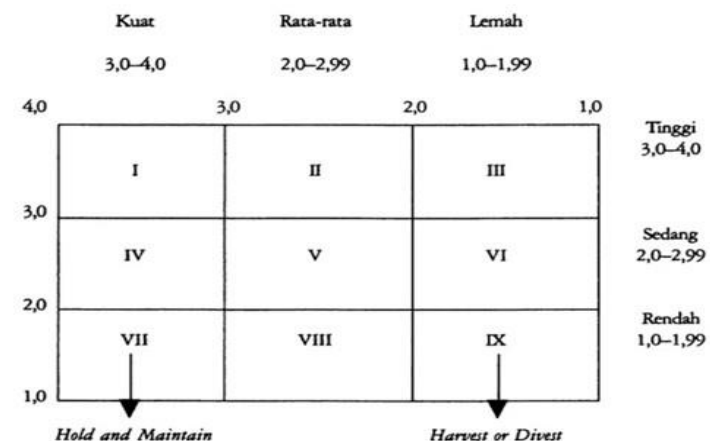 Kuat Rata-rata Lemah
3,0–4,0 2,0–2,99 1,0–1,99
4,0 3,0 2,0 1,0
Tinggi
3,0–4,0
I II III
3,0
Sedang
2,0–2,99
IV V VI
2,0
Rendah
1,0–1,99
VII VIII IX
1,0
Hold and Maintain Harvest or Divest